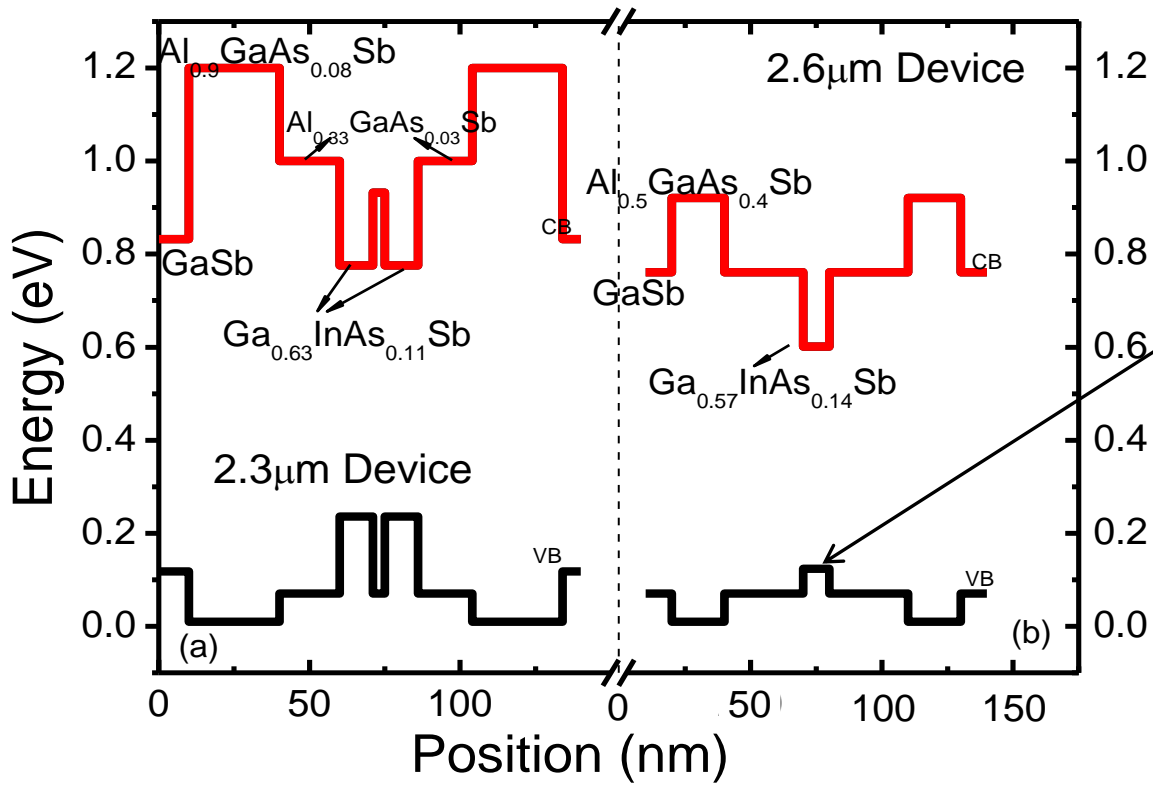 Al0.9GaAs0.08Sb
Al0.33GaAs0.03Sb
CB
GaSb
Ga0.63InAs0.11Sb
2.3μm Device
VB
(a)
2.6μm Device
Al0.5GaAs0.4Sb
CB
GaSb
Ga0.57InAs0.14Sb
VB
(b)
Energy (eV)
1.2
1.0
0.8
0.6
0.4
0.2
0.0
1.2
1.0
0.8
0.6
0.4
0.2
0.0
0 50 100 0 50 100 150
Position (nm)